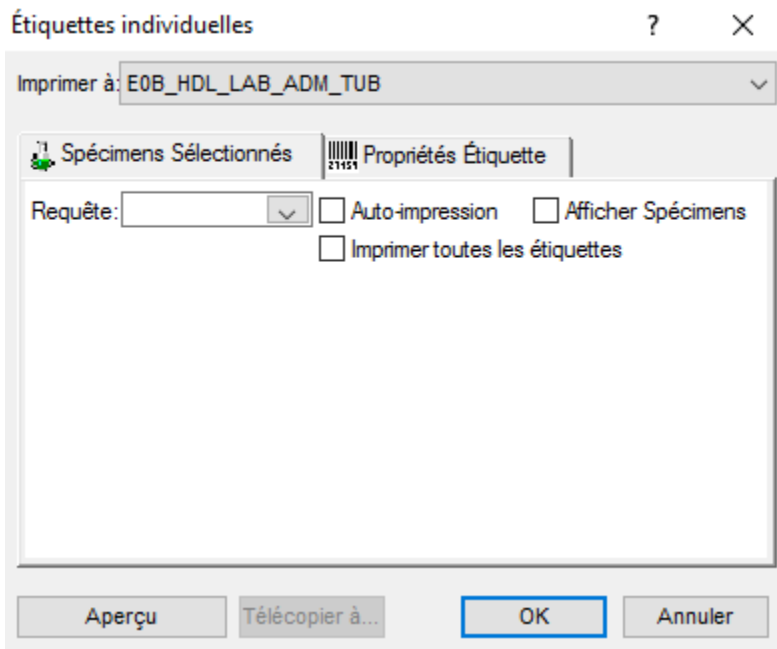 Étiquettes individuelles ? ×
Imprimer à: E0B_HDL_LAB_ADM_TUB
Spécimens Sélectionnés
27159 Propriétés Étiquette
Requête: Auto-impression Afficher Spécimens
Imprimer toutes les étiquettes
Aperçu Télécopier à... OK Annuler